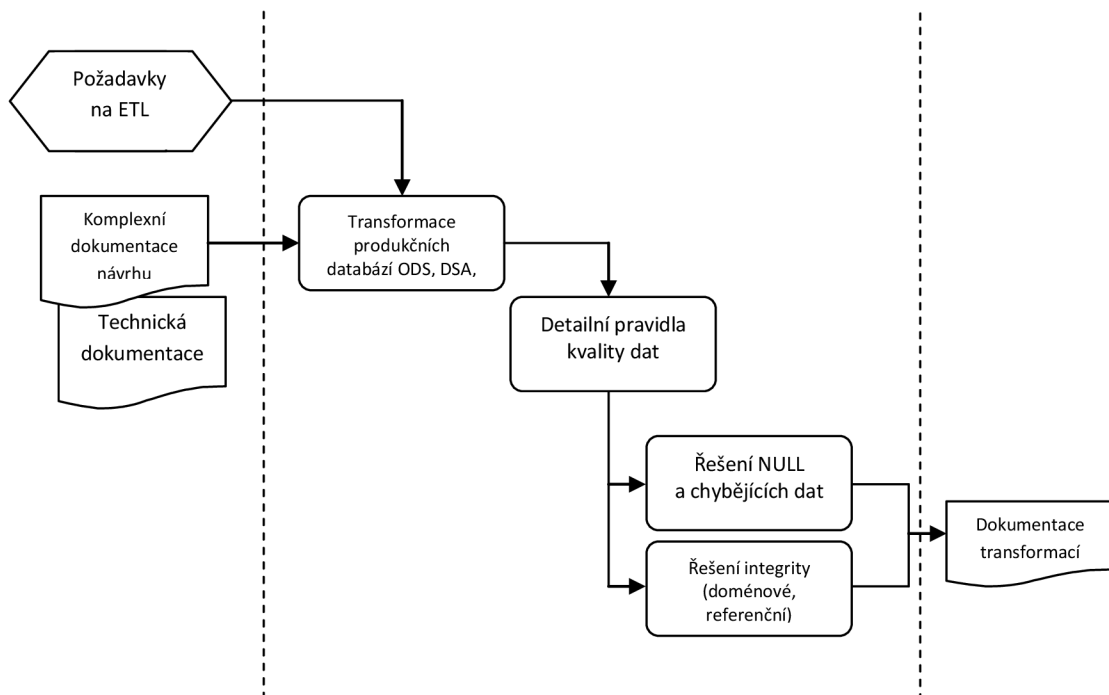 Požadavky
na ETL
Komplexní
dokumentace
návrhu
Technická
dokumentace
Transformace
produkčních
databází ODS, DSA,
Detailní pravidla
kvality dat
Řešení NULL
a chybějících dat
Řešení integrity
(doménové,
referenční)
Dokumentace
transformací